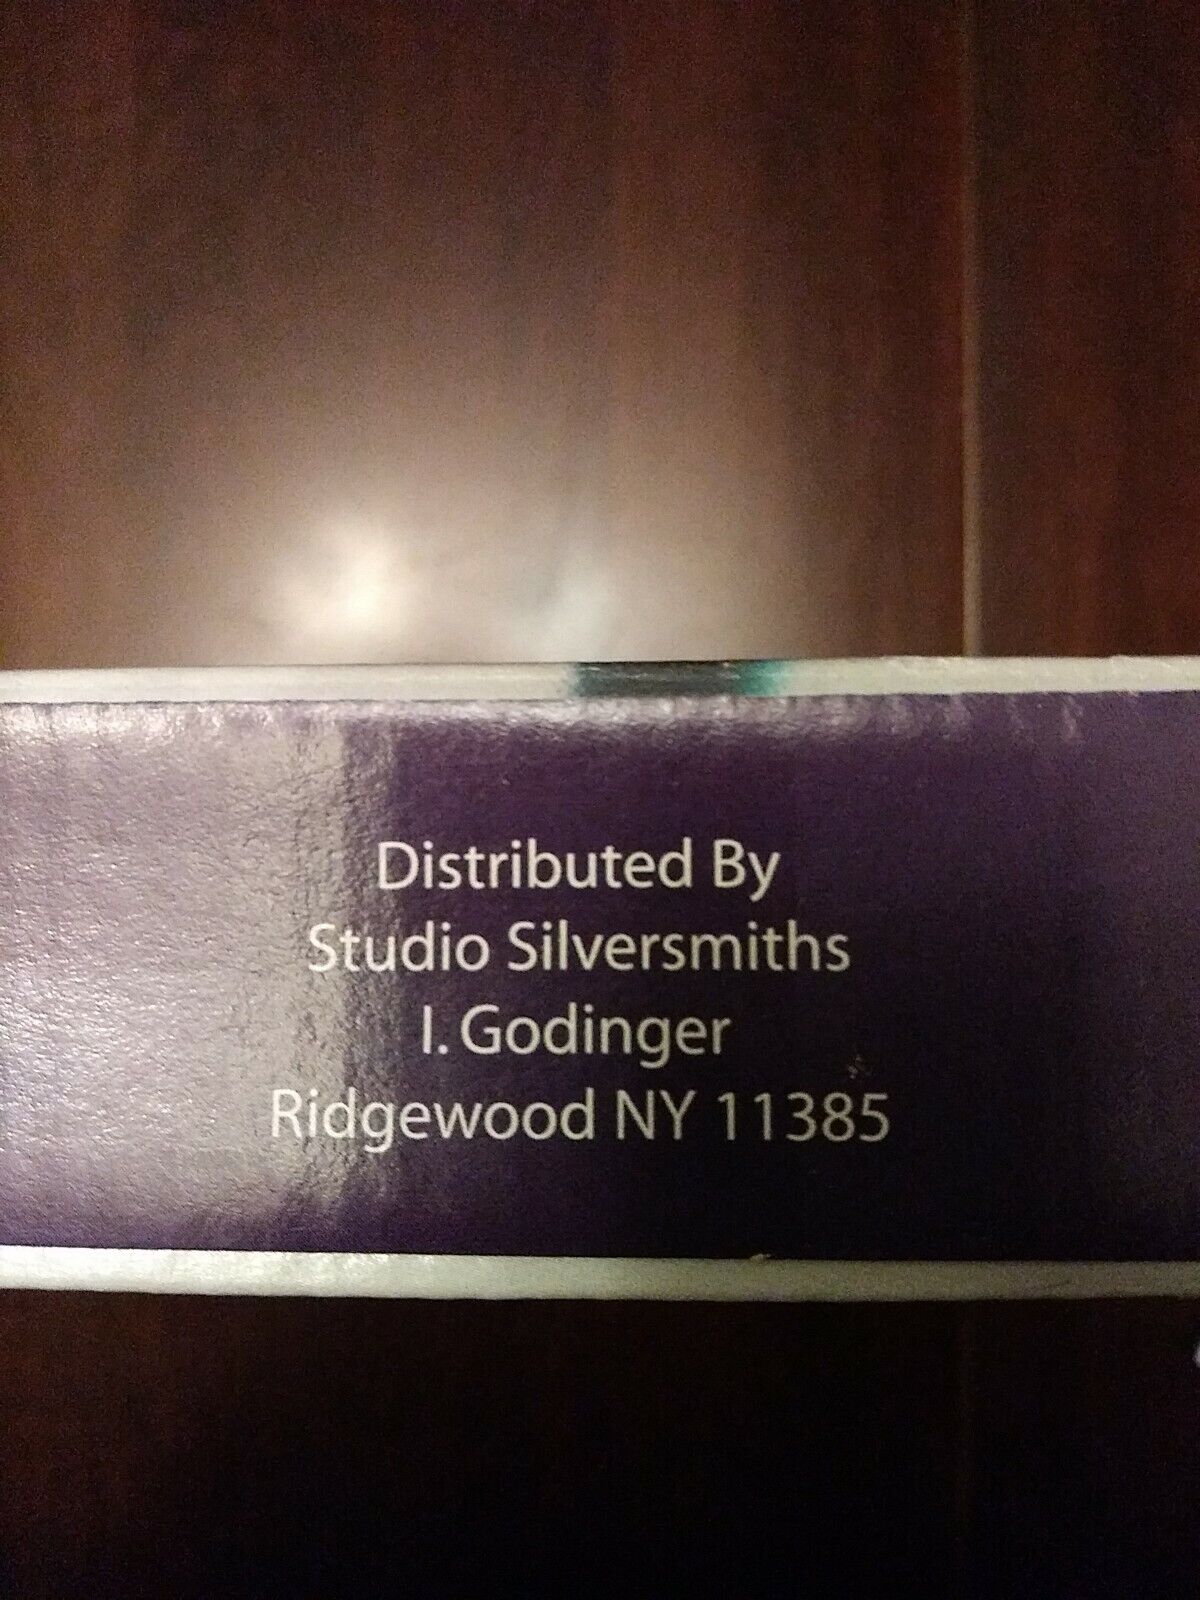 Distributed By
Studio Silversmiths
I. Godinger
Ridgewood NY 11385